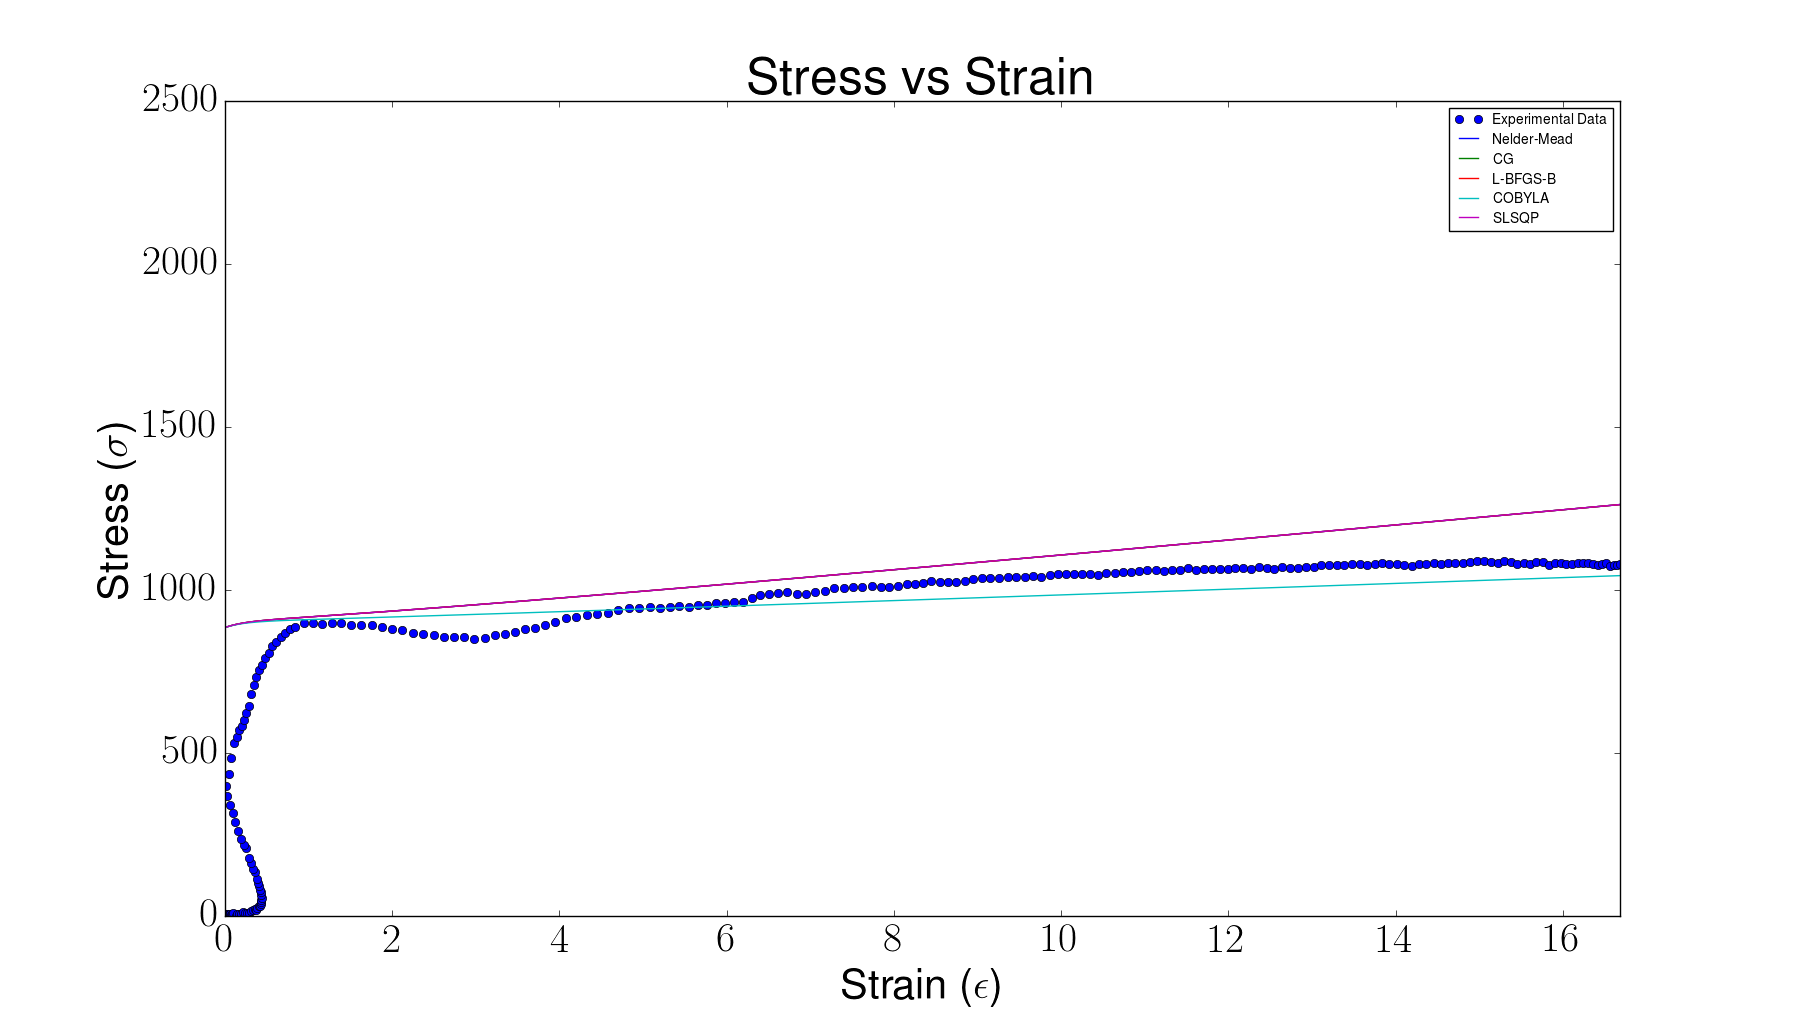 Stress vs Strain
2500
2000
1500
1000
500
0
Stress (σ)
0 2 4 6 8 10 12 14 16
Strain (ϵ)
Experimental Data
Nelder-Mead
CG
L-BFGS-B
COBYLA
SLSQP